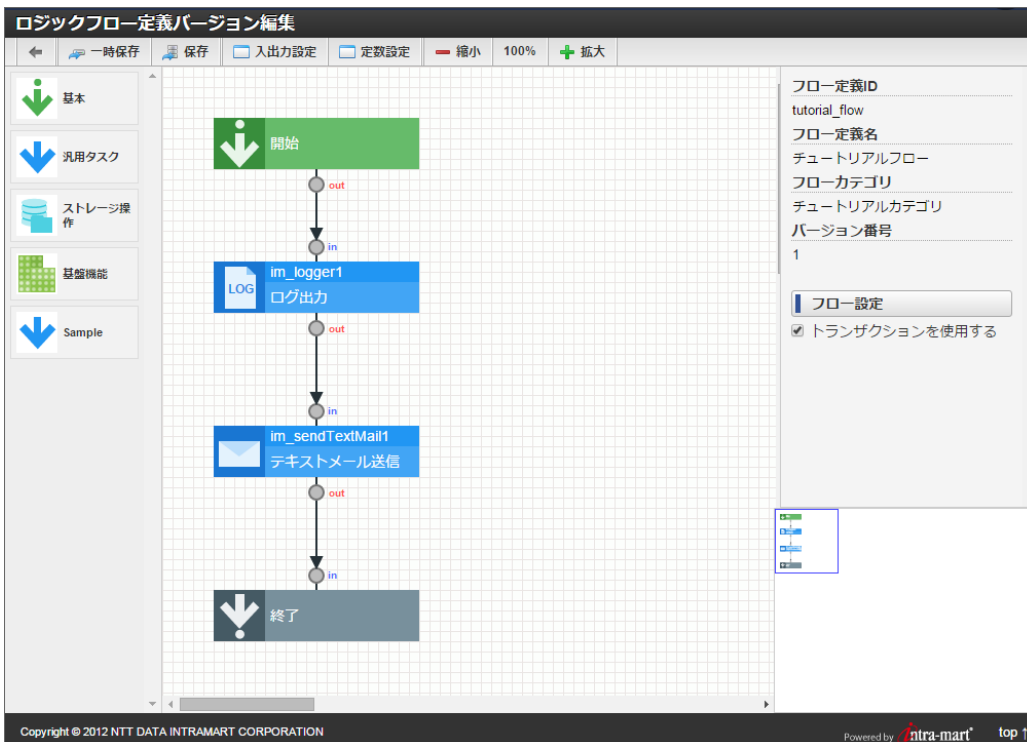 ロジックフロー定義バージョン編集
一時保存 保存 入出力設定 定数設定 縮小 100% 拡大
基本
汎用タスク
ストレージ操
作
基盤機能
Sample
開始
out
in
im_logger1
LOG
ログ出力
out
in
im_sendTextMail1
テキストメール送信
out
in
終了
フロー定義ID
tutorial_flow
フロー定義名
チュートリアルフロー
フローカテゴリ
チュートリアルカテゴリ
バージョン番号
1
フロー設定
トランザクションを使用する
Copyright © 2012 NTT DATA INTRAMART CORPORATION
Powered by intra-mart top ↑